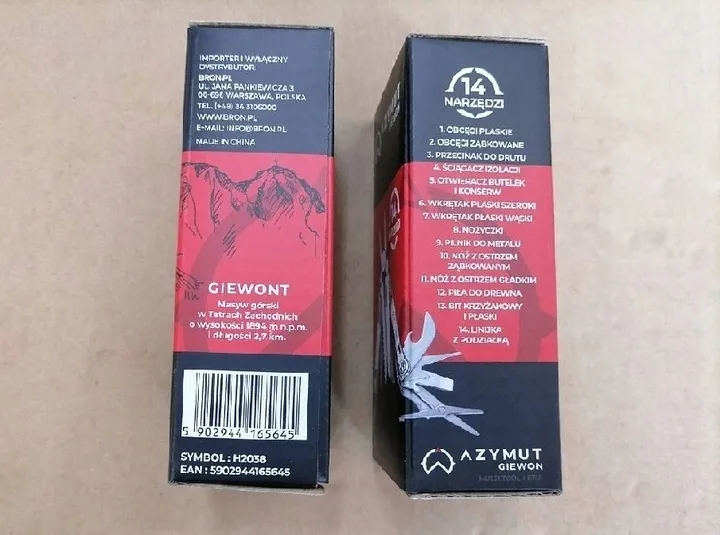 IMPORTER I WYŁĄCZNY
DYSTRYBUTOR:
BRON.PL
UL. JANA PANKIEWICZA 3
00-696 WARSZAWA, POLSKA
TEL: (+48) 34 3106000
WWW.BRON.PL
E-MAIL: INFO@BRON.PL
MADE IN CHINA
GIEWONT
Masyw górski
w Tatrach Zachodnich
o wysokości 1894 m n.p.m.
i długości 2,7 km.
5 902944 165645
SYMBOL : H2038
EAN : 5902944165645
AZYMUT
14
14
NARZĘDZI
1. OBCĘGI PŁASKIE
2. OBCĘGI ZĄBKOWANE
3. PRZECINAK DO DRUTU
4. ŚCIĄGACZ IZOLACJI
5. OTWIERACZ BUTELEK
I KONSERW
6. WKRĘTAK PŁASKI SZEROKI
7. WKRĘTAK PŁASKI WĄSKI
8. NOŻYCZKI
9. PILNIK DO METALU
10. NÓŻ Z OSTRZEM
ZĄBKOWANYM
11. NÓŻ Z OSTRZEM GŁADKIM
12. PIŁA DO DREWNA
13. BIT KRZYŻAKOWY
I PŁASKI
14. LINIJKA
Z PODZIAŁKĄ
AZYMUT
GIEWON